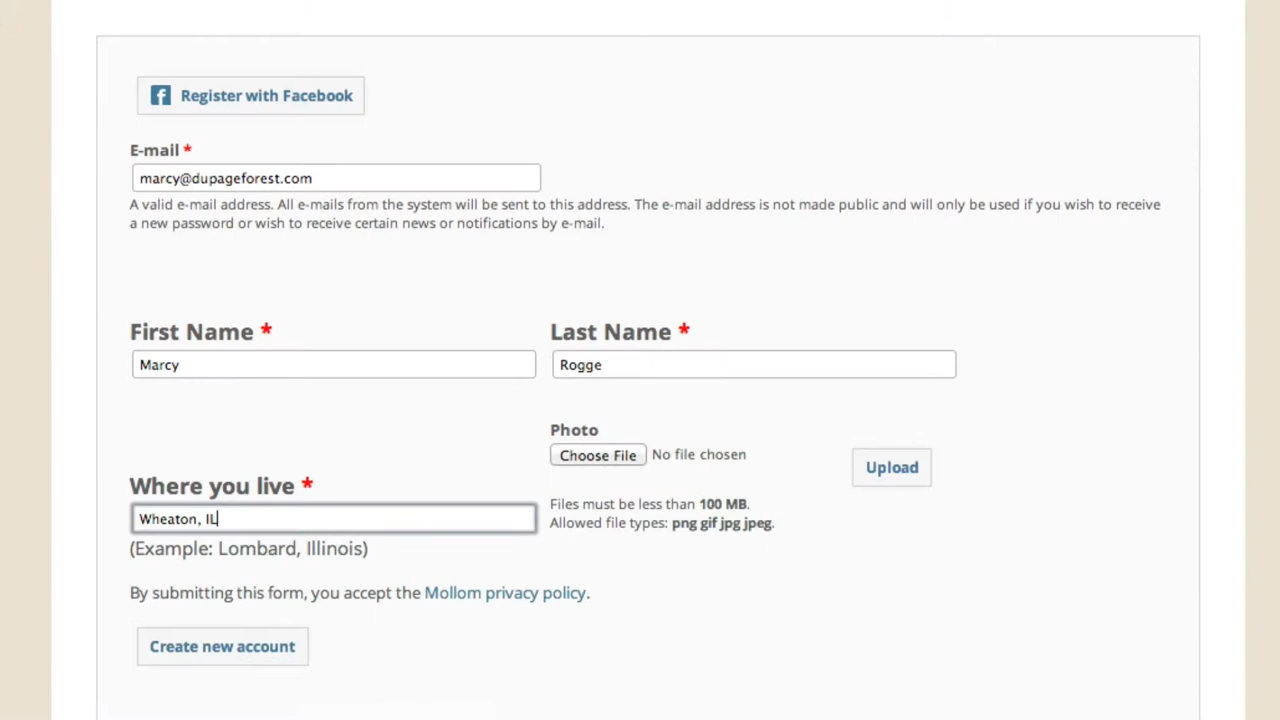 Register with Facebook
E-mail *
marcy@dupageforest.com
A valid e-mail address. All e-mails from the system will be sent to this address. The e-mail address is not made public and will only be used if you wish to receive
a new password or wish to receive certain news or notifications by e-mail.
First Name *
Last Name *
Marcy
Rogge
Photo
Choose File No file chosen
Upload
Where you live *
Wheaton, IL
Files must be less than 100 MB.
Allowed file types: png gif jpg jpeg.
(Example: Lombard, Illinois)
By submitting this form, you accept the Mollom privacy policy.
Create new account